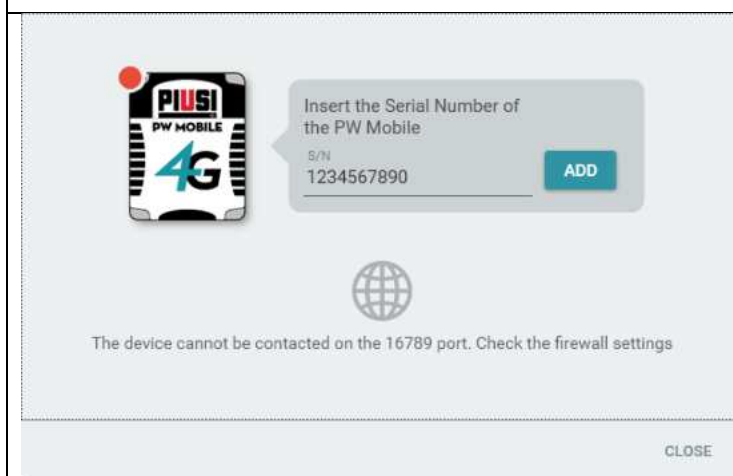 PIUSI
PW MOBILE
4G
Insert the Serial Number of
the PW Mobile
S/N
1234567890
ADD
The device cannot be contacted on the 16789 port. Check the firewall settings
CLOSE